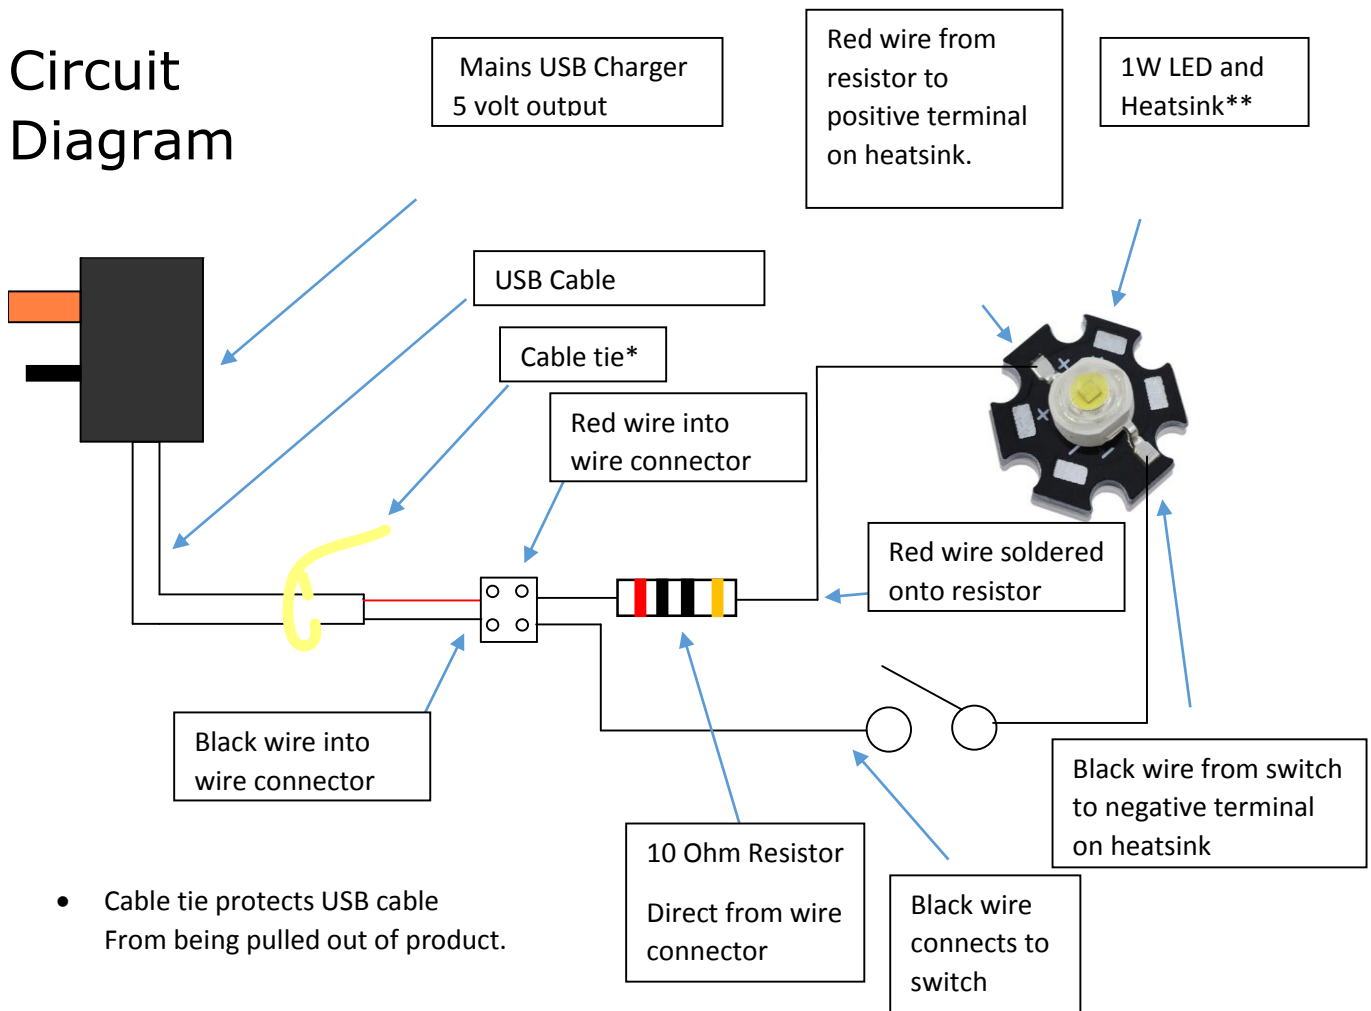 Circuit
Diagram
Mains USB Charger
5 volt output
Red wire from
resistor to
positive terminal
on heatsink.
1W LED and
Heatsink**
USB Cable
Cable tie*
Red wire into
wire connector
Red wire soldered
onto resistor
Black wire into
wire connector
Black wire from switch
to negative terminal
on heatsink
10 Ohm Resistor
Direct from wire
connector
Black wire
connects to
switch
• Cable tie protects USB cable
From being pulled out of product.